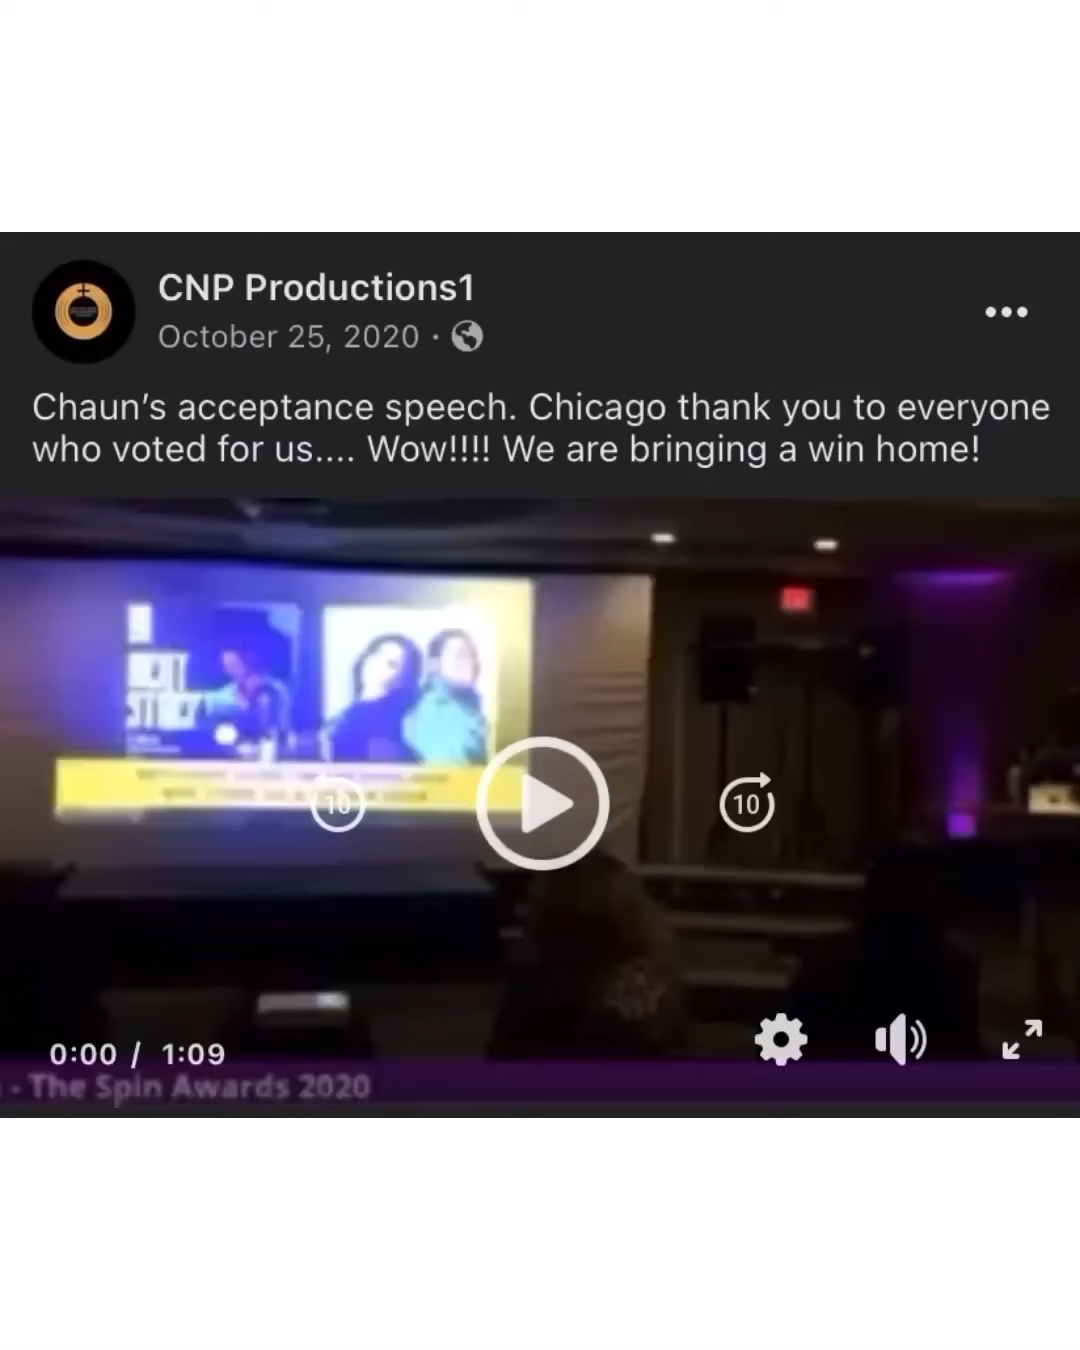 CNP Productions1
October 25, 2020 ·
Chaun's acceptance speech. Chicago thank you to everyone
who voted for us.... Wow!!!! We are bringing a win home!
10
10
0:00 / 1:09
- The Spin Awards 2020